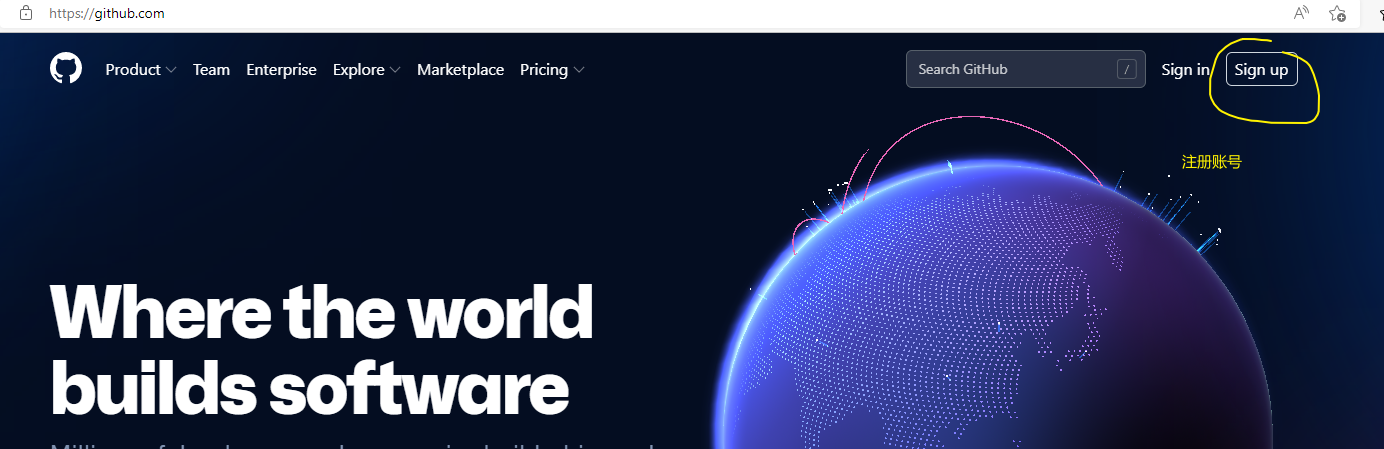 https://github.com
Product Team Enterprise Explore Marketplace Pricing Search GitHub / Sign in Sign up
注册账号
Where the world
builds software